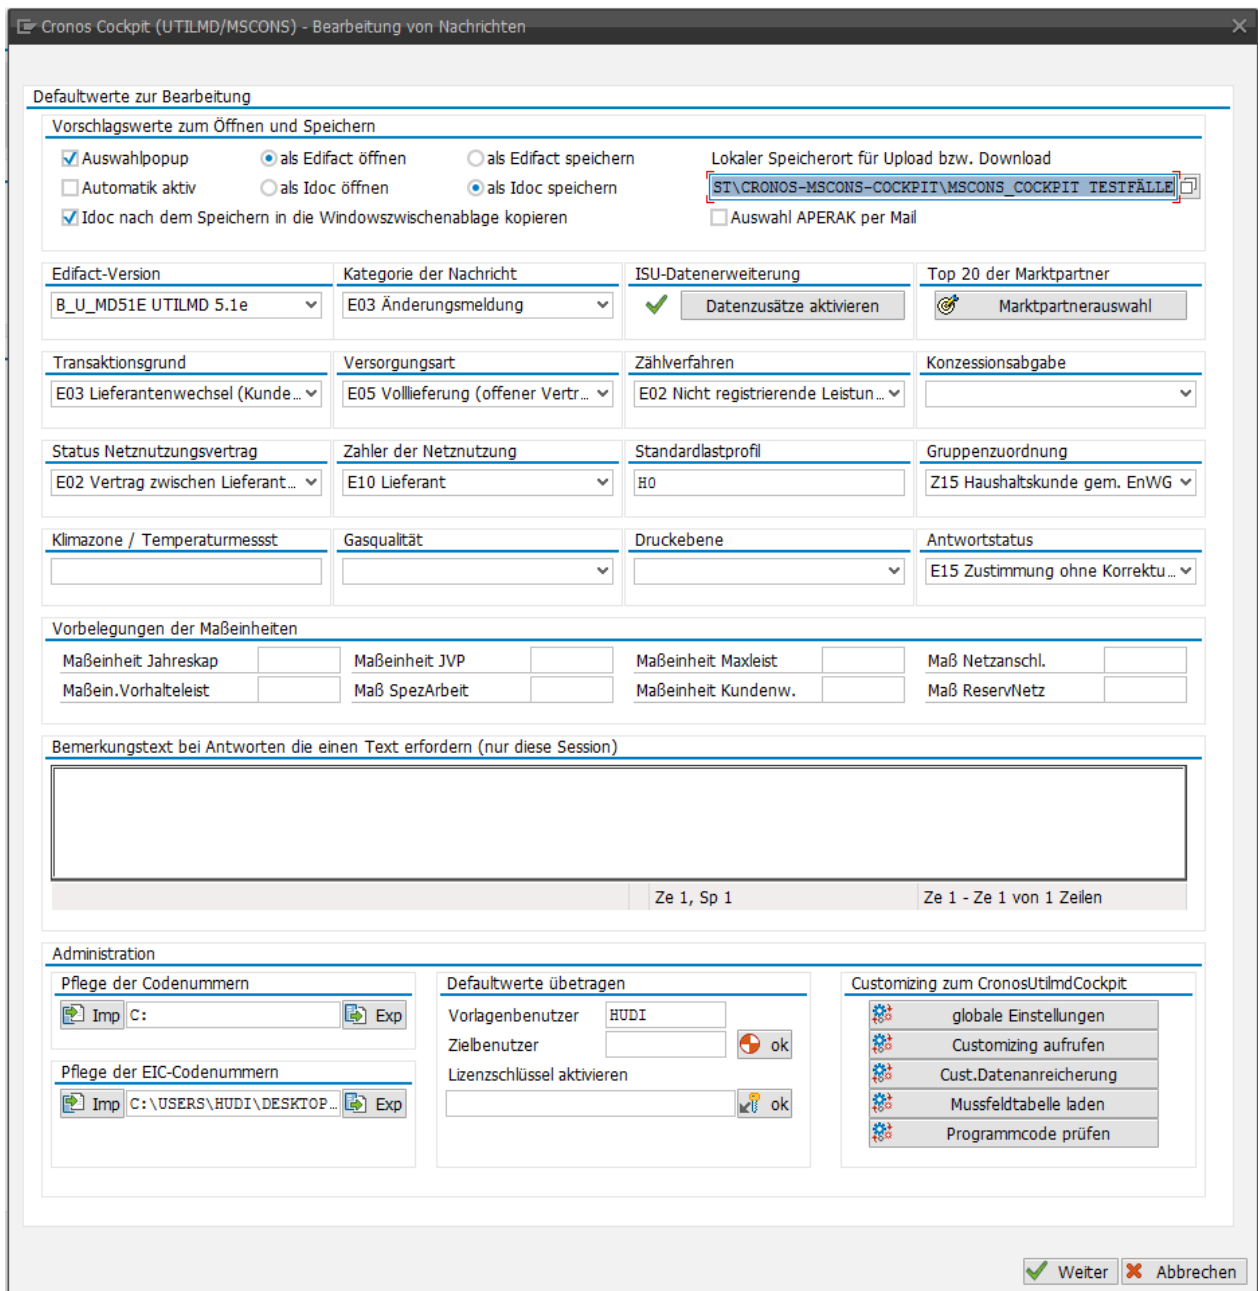 Cronos Cockpit (UTILMD/MSCONS) - Bearbeitung von Nachrichten
Defaultwerte zur Bearbeitung
Vorschlagswerte zum Öffnen und Speichern
Auswahlpopup als Edifact öffnen als Edifact speichern Lokaler Speicherort für Upload bzw. Download
Automatik aktiv als Idoc öffnen als Idoc speichern ST\CRONOS-MSCONS-COCKPIT\MSCONS_COCKPIT TESTFÄLLE
Idoc nach dem Speichern in die Windowszwischenablage kopieren Auswahl APERAK per Mail
Edifact-Version Kategorie der Nachricht ISU-Datenerweiterung Top 20 der Marktpartner
B_U_MD51E UTILMD 5.1e E03 Änderungsmeldung Datenzusätze aktivieren Marktpartnerauswahl
Transaktionsgrund Versorgungsart Zählverfahren Konzessionsabgabe
E03 Lieferantenwechsel (Kunde... E05 Volllieferung (offener Vertr... E02 Nicht registrierende Leistun...
Status Netznutzungsvertrag Zahler der Netznutzung Standardlastprofil Gruppenzuordnung
E02 Vertrag zwischen Lieferant... E10 Lieferant H0 Z15 Haushaltskunde gem. EnWG
Klimazone / Temperaturmessst Gasqualität Druckebene Antwortstatus
E15 Zustimmung ohne Korrektu...
Vorbelegungen der Maßeinheiten
Maßeinheit Jahreskap Maßeinheit JVP Maßeinheit Maxleist Maß Netzanschl.
Maßein.Vorhalteleist Maß SpezArbeit Maßeinheit Kundenw. Maß ReservNetz
Bemerkungstext bei Antworten die einen Text erfordern (nur diese Session)
Ze 1, Sp 1 Ze 1 - Ze 1 von 1 Zeilen
Administration
Pflege der Codenummern Defaultwerte übetragen Customizing zum CronosUtilmdCockpit
Imp C: Exp Vorlagenbenutzer HUDI globale Einstellungen
Zielbenutzer ok Customizing aufrufen
Pflege der EIC-Codenummern Lizenzschlüssel aktivieren Cust.Datenanreicherung
Imp C:\USERS\HUDI\DESKTOP... Exp ok Mussfeldtabelle laden
Programmcode prüfen
Weiter Abbrechen